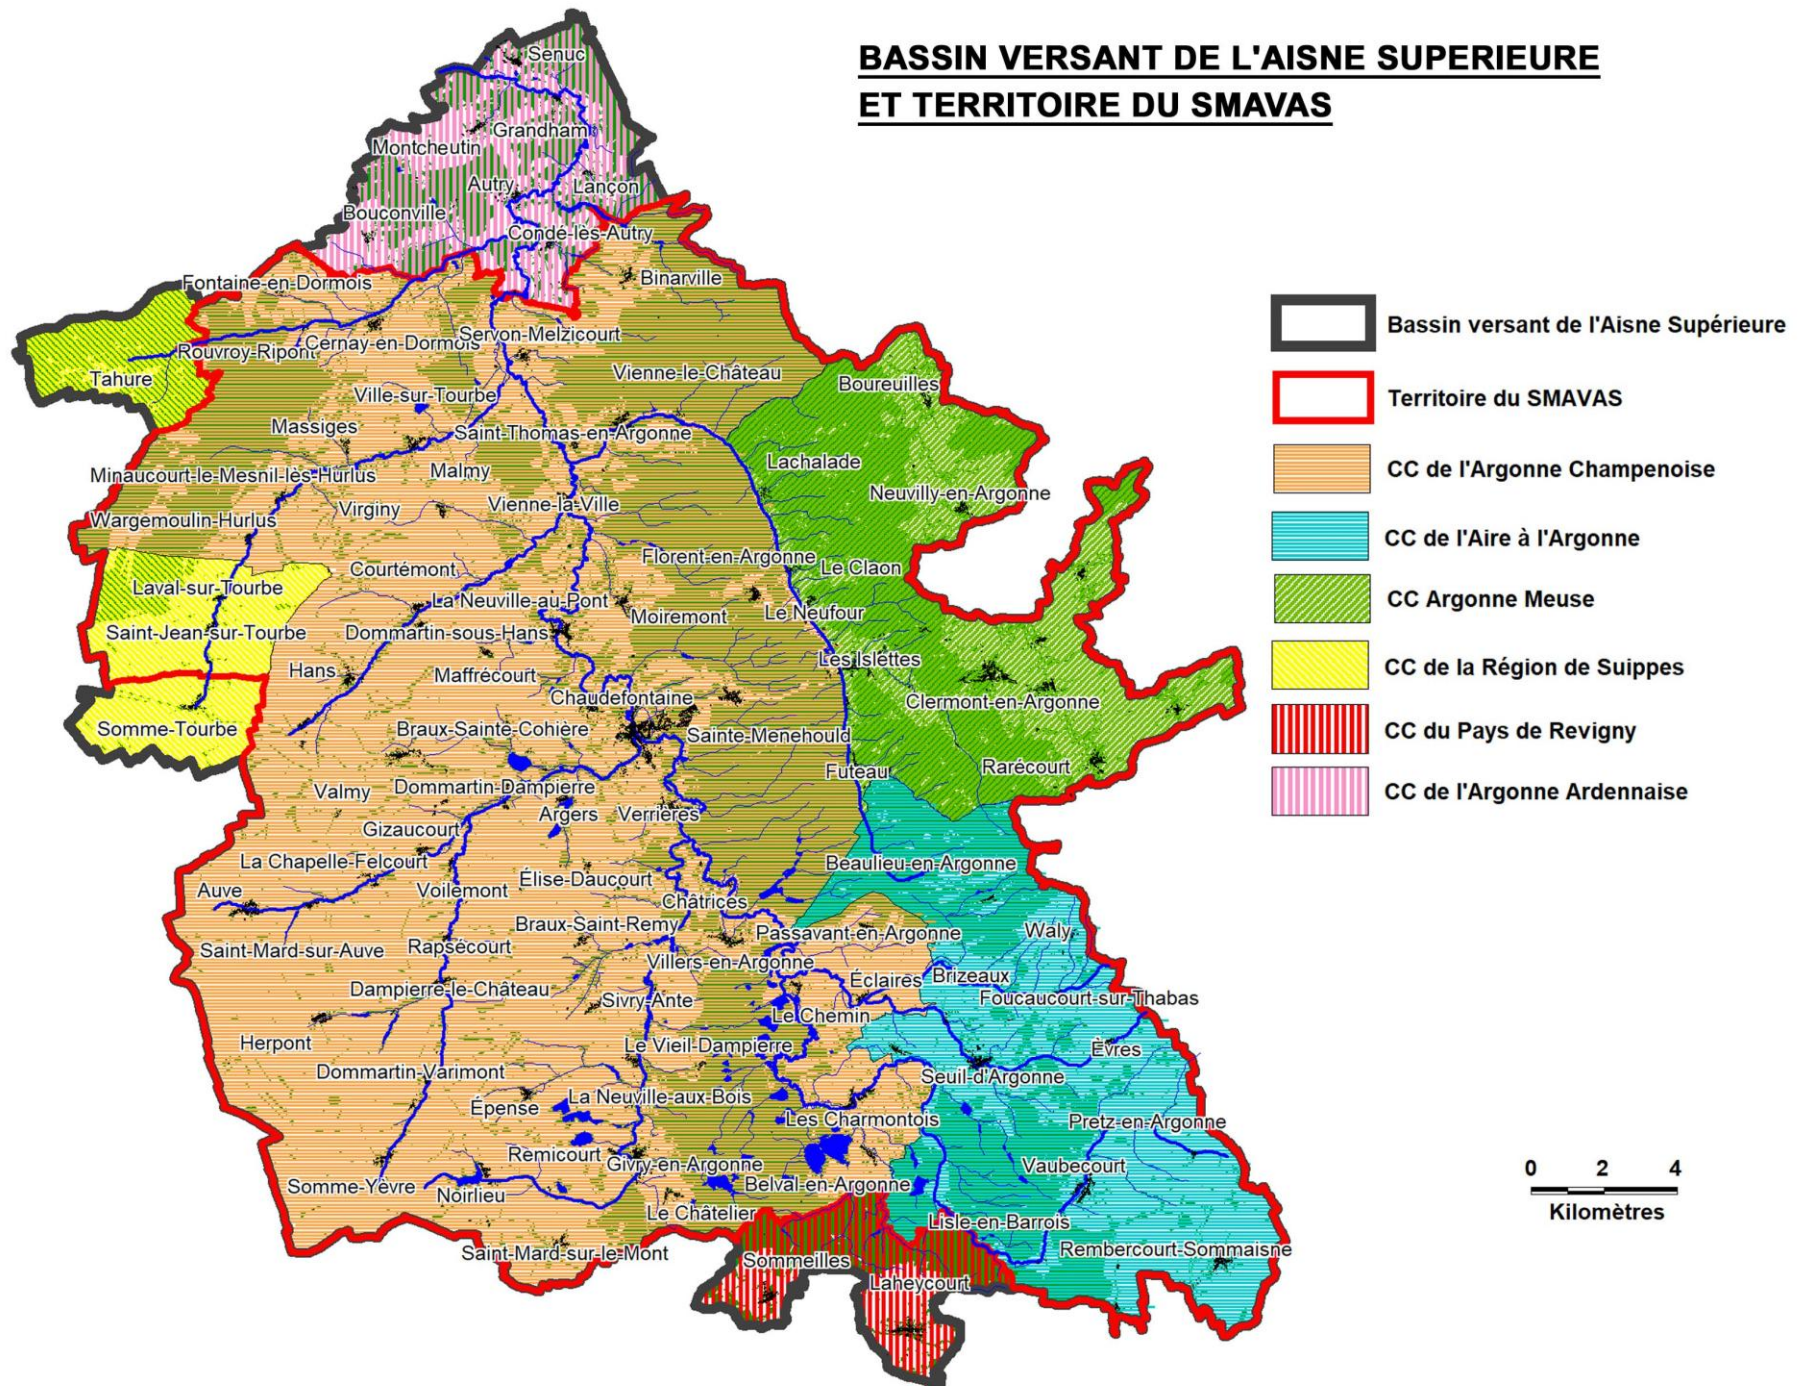 BASSIN VERSANT DE L'AISNE SUPERIEURE
ET TERRITOIRE DU SMAVAS
Senuc
Grandham
Montcheutin
Autry
Lançon
Bouconville
Condé-lès-Autry
Binarville
Fontaine-en-Dormois
Servon-Melzicourt
Cernay-en-Dormois
Rouvroy-Ripont
Tahure
Vienne-le-Château
Boureuilles
Ville-sur-Tourbe
Massiges
Saint-Thomas-en-Argonne
Lachalade
Malmy
Minaucourt-le-Mesnil-lès-Hurlus
Neuvilly-en-Argonne
Vienne-la-Ville
Virginy
Wargemoulin-Hurlus
Florent-en-Argonne
Le Claon
Courtémont
Laval-sur-Tourbe
La Neuville-au-Pont
Moiremont
Le Neufour
Saint-Jean-sur-Tourbe
Dommartin-sous-Hans
Les Islettes
Hans
Maffrécourt
Chaudefontaine
Clermont-en-Argonne
Somme-Tourbe
Braux-Sainte-Cohière
Sainte-Menehould
Rarécourt
Futeau
Valmy
Dommartin-Dampierre
Argers
Verrières
Gizaucourt
La Chapelle-Felcourt
Beaulieu-en-Argonne
Auve
Voilemont
Élise-Daucourt
Châtrices
Braux-Saint-Remy
Passavant-en-Argonne
Waly
Saint-Mard-sur-Auve
Rapsécourt
Villers-en-Argonne
Éclaires
Brizeaux
Dampierre-le-Château
Sivry-Ante
Foucaucourt-sur-Thabas
Le Chemin
Herpont
Le Vieil-Dampierre
Èvres
Dommartin-Varimont
Seuil-d'Argonne
La Neuville-aux-Bois
Épense
Les Charmontois
Pretz-en-Argonne
Remicourt
Givry-en-Argonne
Vaubecourt
Somme-Yèvre
Noirlieu
Belval-en-Argonne
Le Châtelier
Lisle-en-Barrois
Saint-Mard-sur-le-Mont
Sommeilles
Rembercourt-Sommaisne
Laheycourt
Bassin versant de l'Aisne Supérieure
Territoire du SMAVAS
CC de l'Argonne Champenoise
CC de l'Aire à l'Argonne
CC Argonne Meuse
CC de la Région de Suippes
CC du Pays de Revigny
CC de l'Argonne Ardennaise
0 2 4
Kilomètres